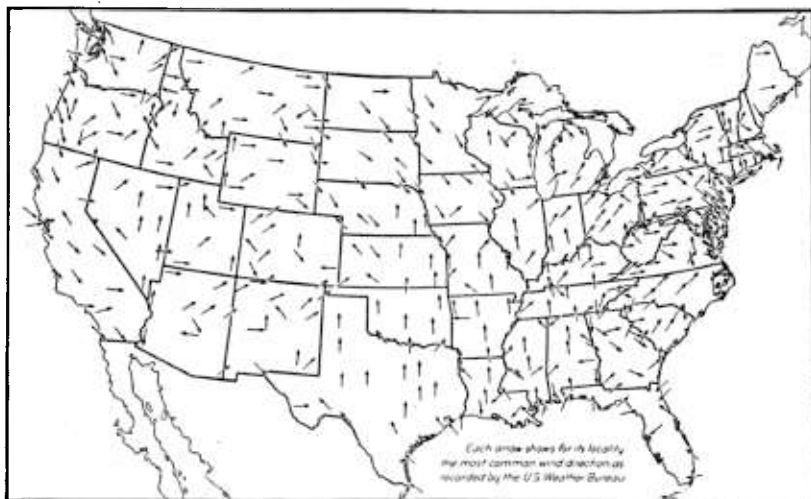 Each arrow shows for its locality
the most common wind direction as
recorded by the U.S. Weather Bureau